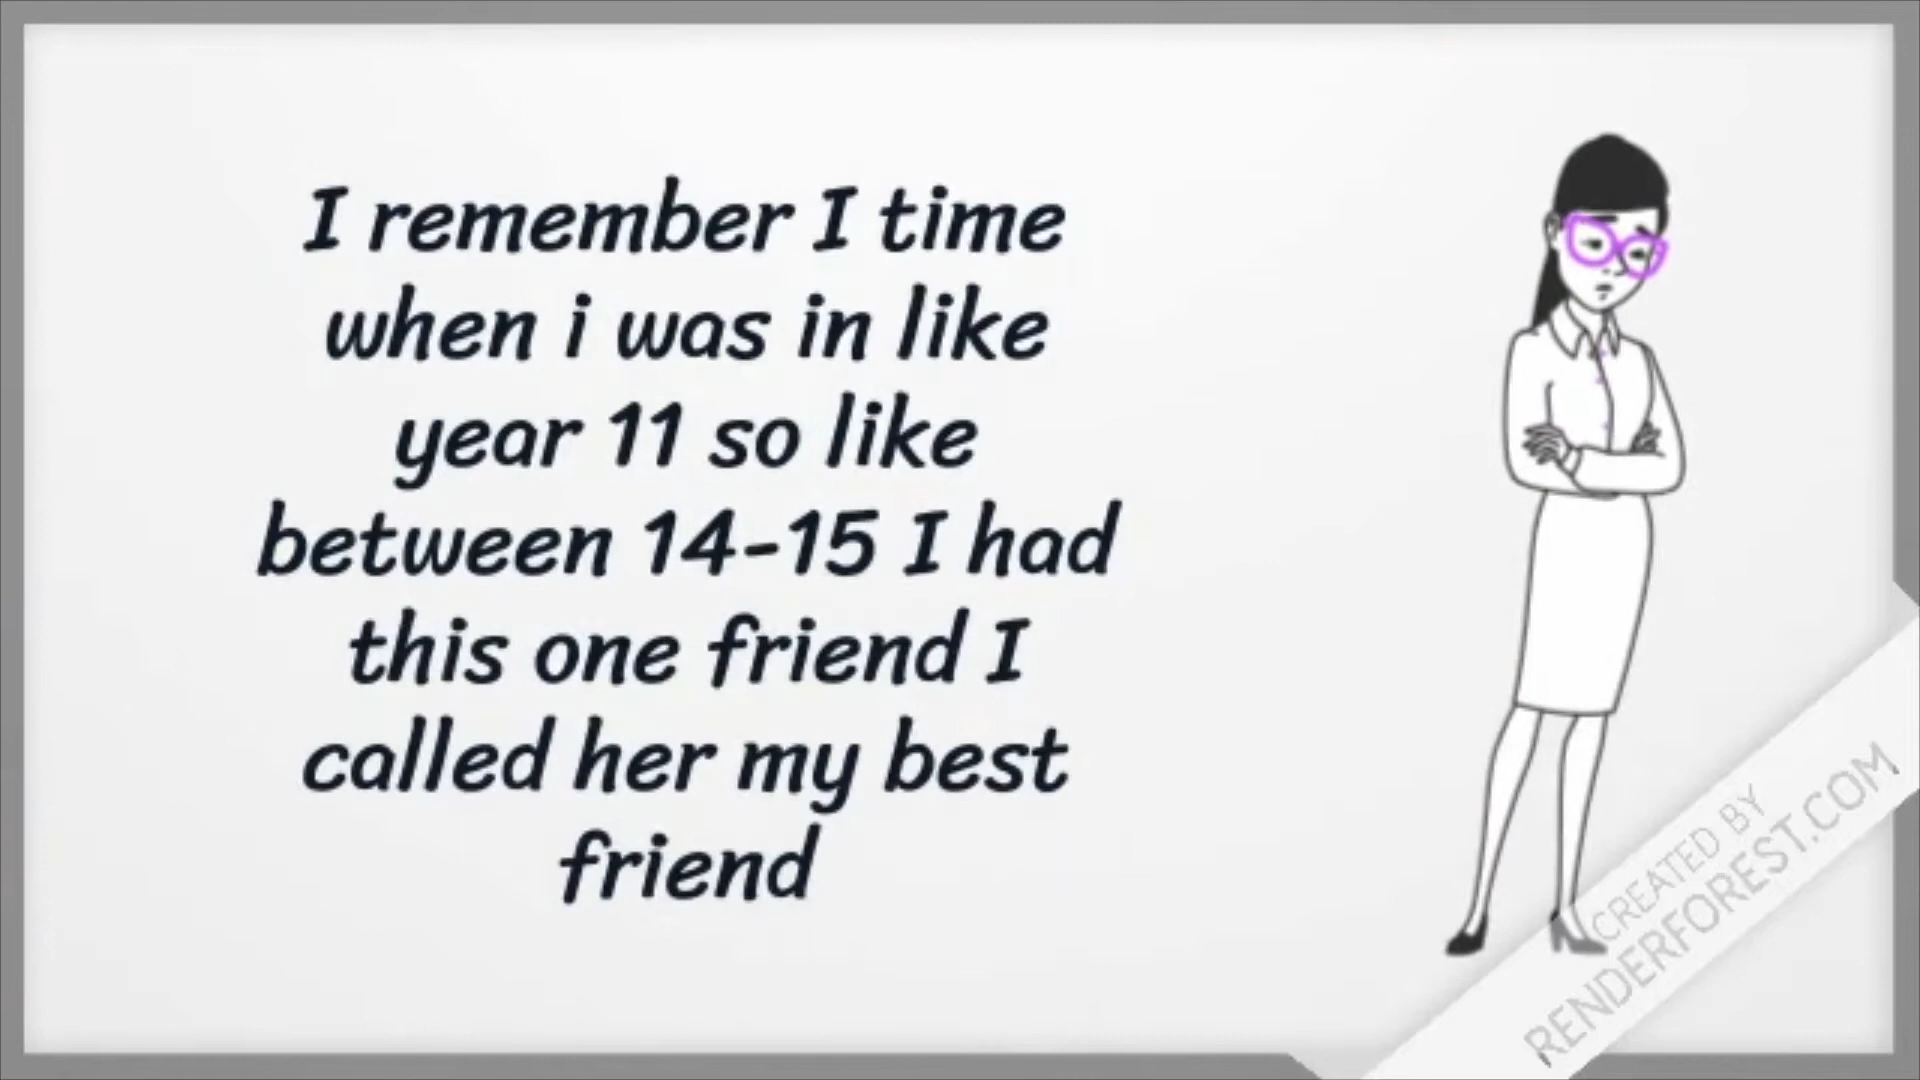 I remember I time
when i was in like
year 11 so like
between 14-15 I had
this one friend I
called her my best
friend
CREATED BY
RENDERFOREST.COM